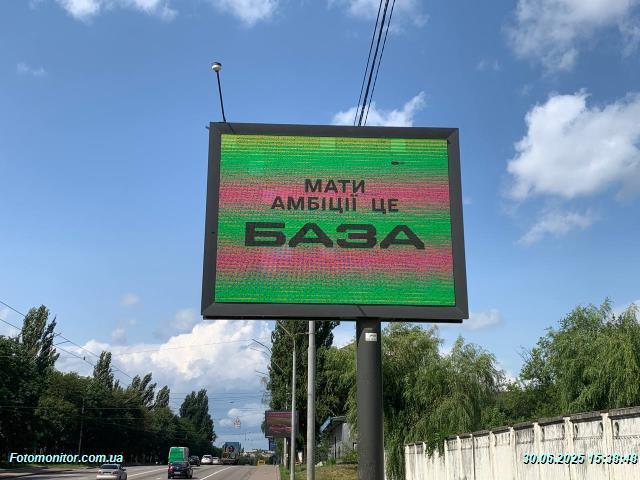 МАТИ
АМБІЦІЇ ЦЕ
БАЗА
Fotomonitor.com.ua
30.06.2025 15:38:48